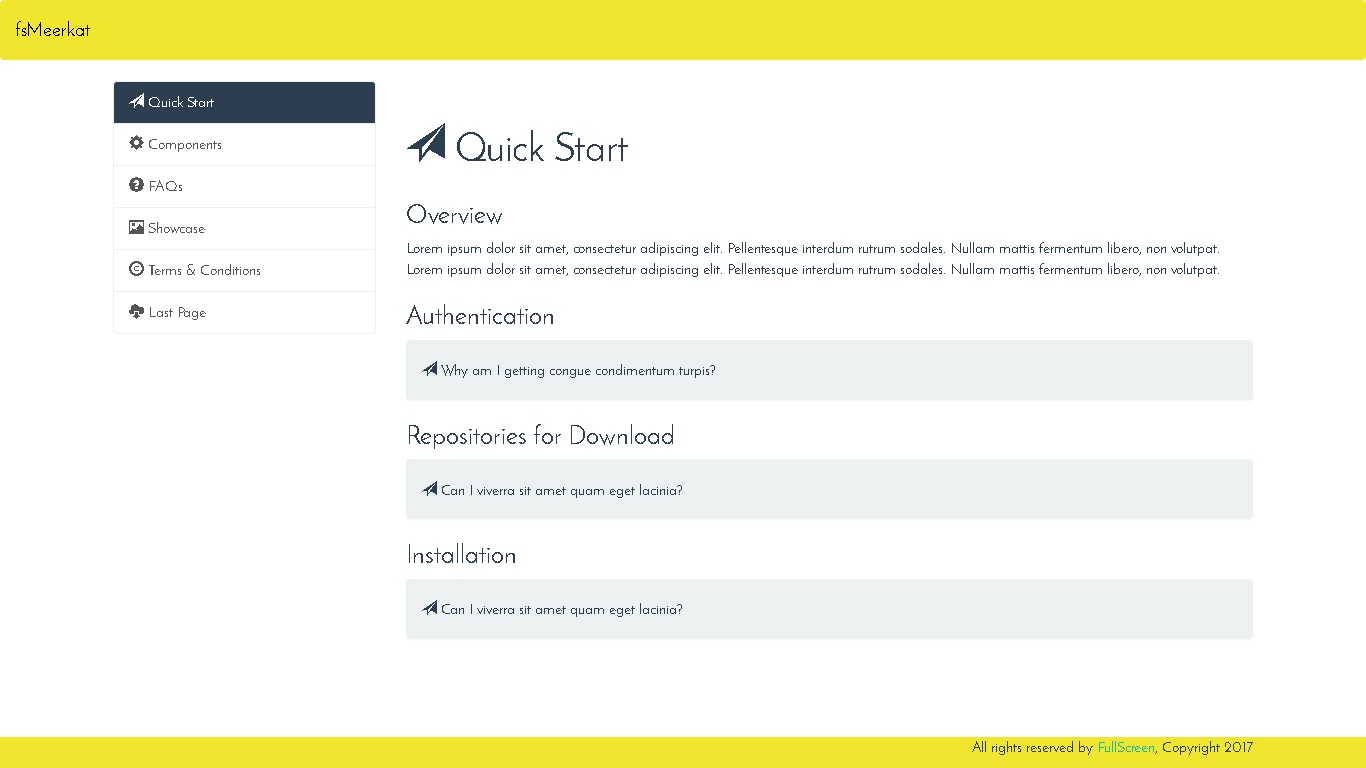 fsMeerkat
Quick Start
Components
FAQs
Showcase
Terms & Conditions
Last Page
Quick Start
Overview
Lorem ipsum dolor sit amet, consectetur adipiscing elit. Pellentesque interdum rutrum sodales. Nullam mattis fermentum libero, non volutpat.
Lorem ipsum dolor sit amet, consectetur adipiscing elit. Pellentesque interdum rutrum sodales. Nullam mattis fermentum libero, non volutpat.
Authentication
Why am I getting congue condimentum turpis?
Repositories for Download
Can I viverra sit amet quam eget lacinia?
Installation
Can I viverra sit amet quam eget lacinia?
All rights reserved by FullScreen, Copyright 2017